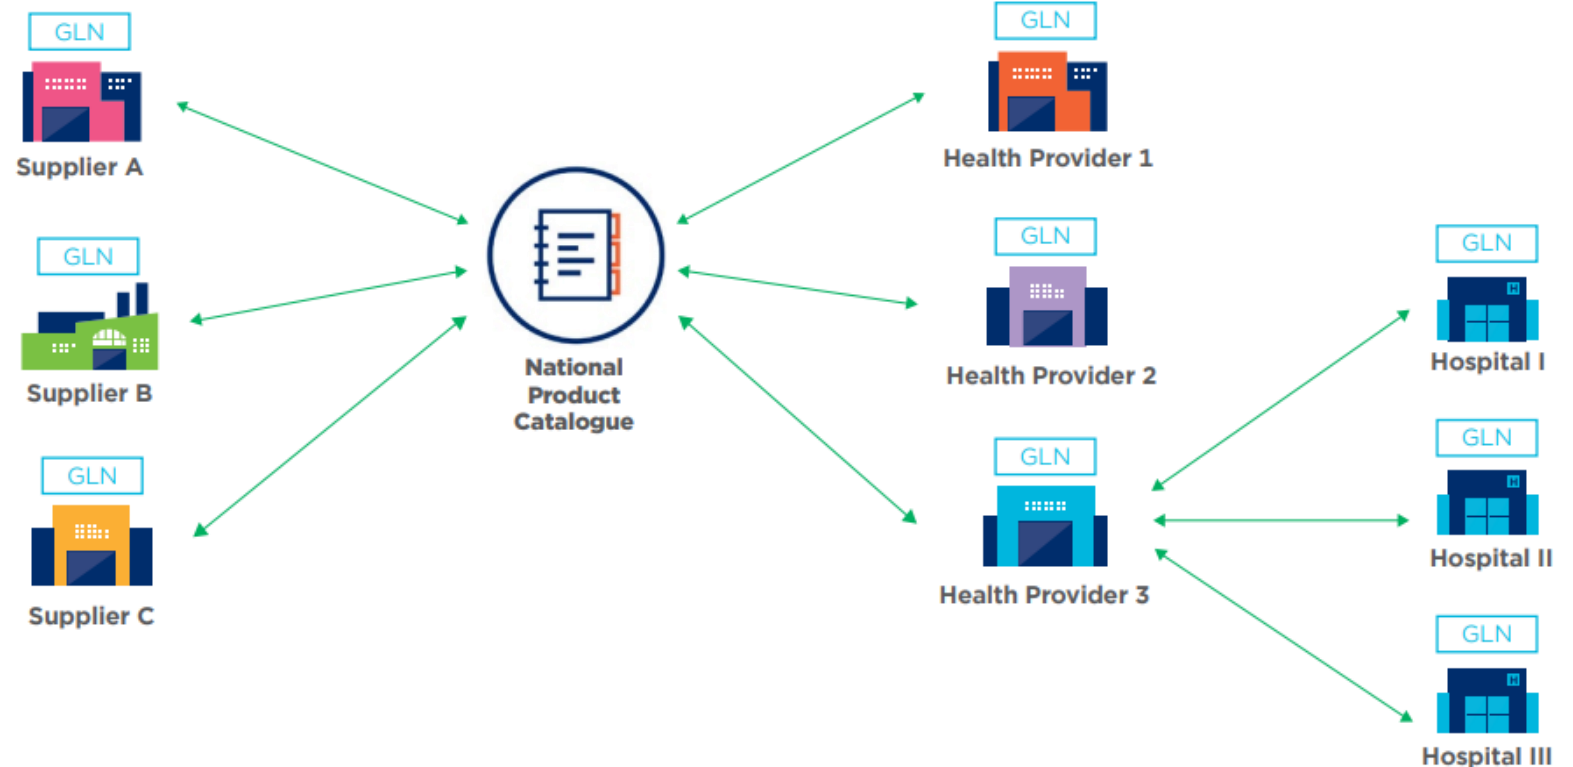 GLN
Supplier A
GLN
Supplier B
GLN
Supplier C
National
Product
Catalogue
GLN
Health Provider 1
GLN
Health Provider 2
GLN
Health Provider 3
GLN
H
Hospital I
GLN
H
Hospital II
GLN
H
Hospital III